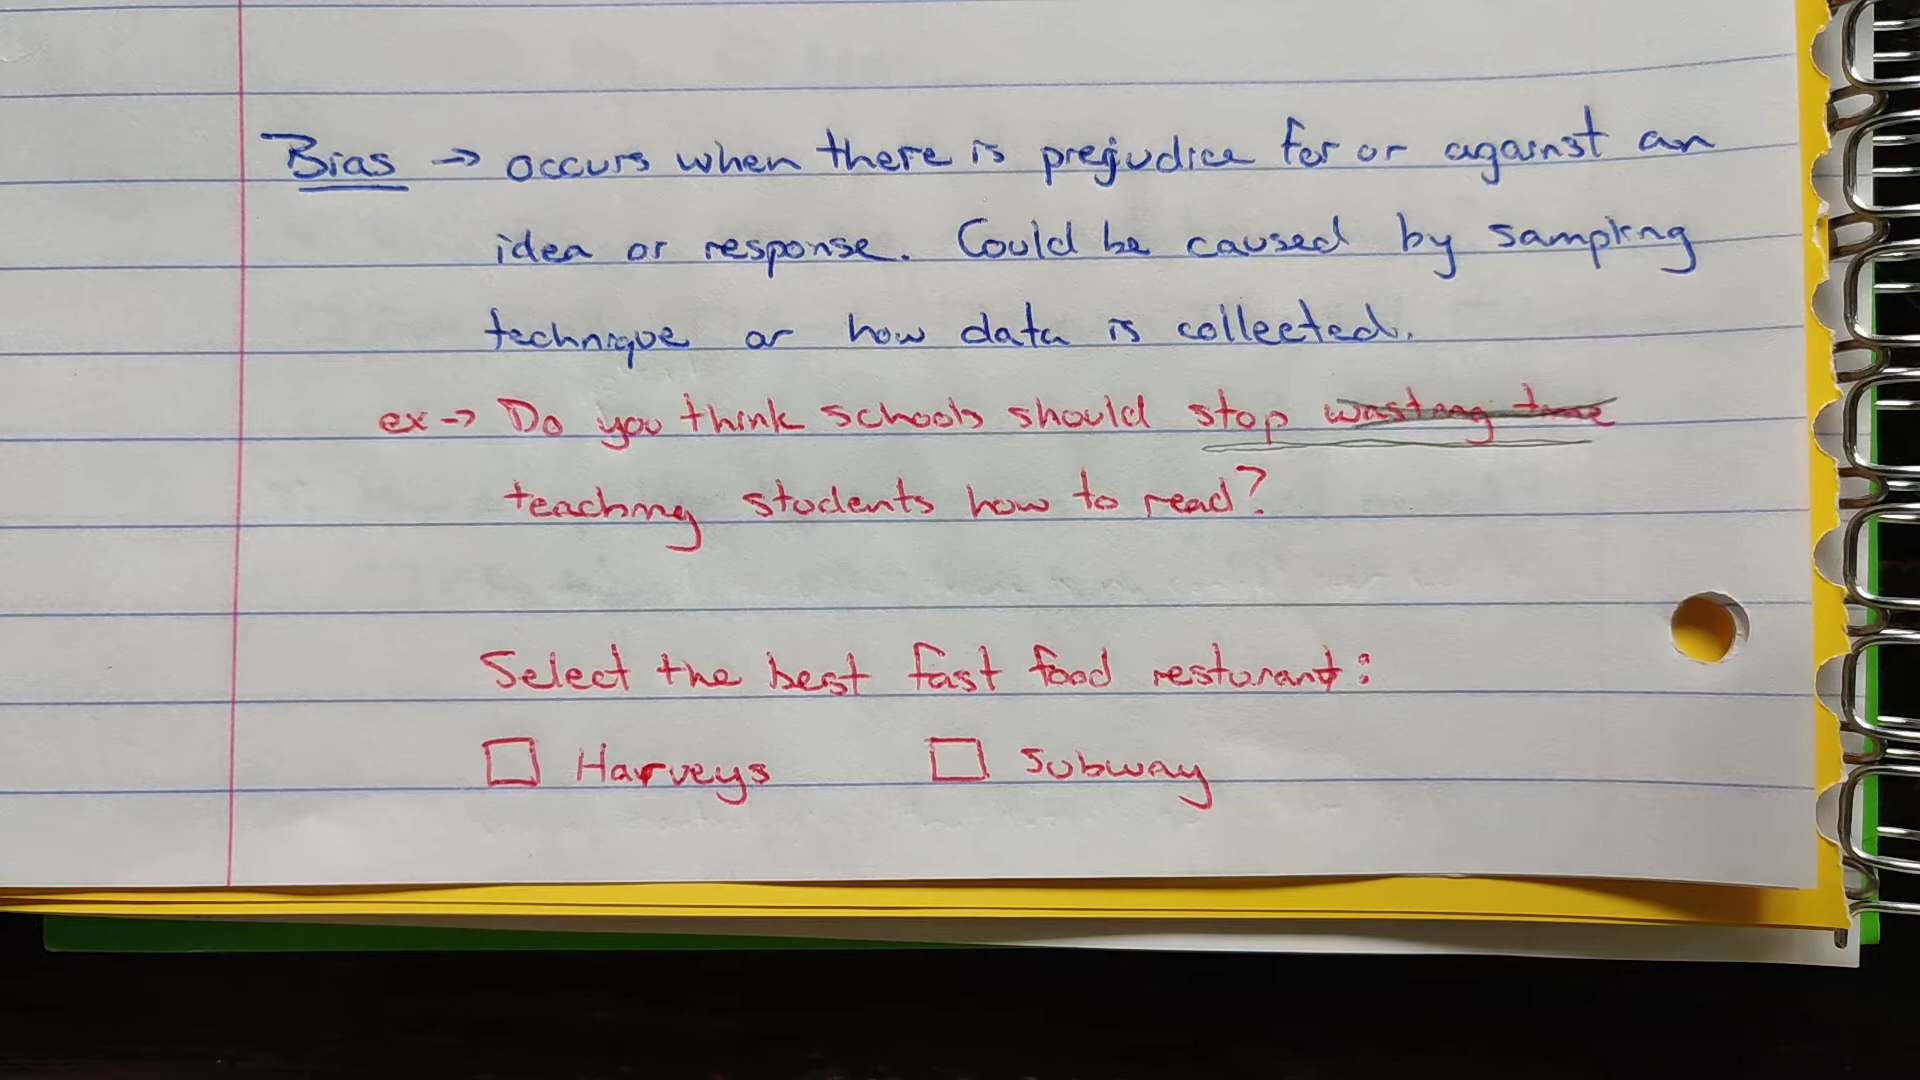 Bias → occurs when there is prejudice for or against an
idea or response. Could be caused by sampling
technique or how data is collected.
ex → Do you think schools should stop wasting time
teaching students how to read?
Select the best fast food resturant:
☐ Harveys ☐ Subway